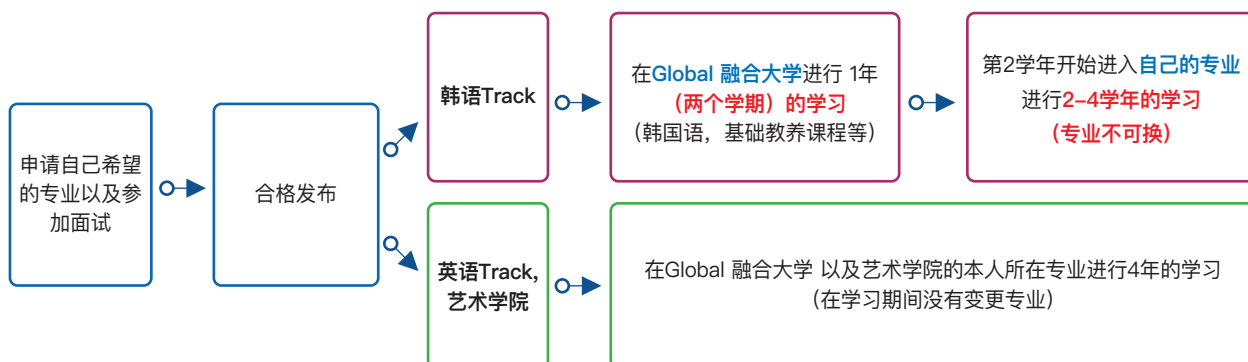 申请自己希望
的专业以及参
加面试
合格发布
韩语Track
在Global 融合大学进行 1年
（两个学期）的学习
（韩国语，基础教养课程等）
第2学年开始进入自己的专业
进行2–4学年的学习
（专业不可换）
英语Track,
艺术学院
在Global 融合大学 以及艺术学院的本人所在专业进行4年的学习
（在学习期间没有变更专业）